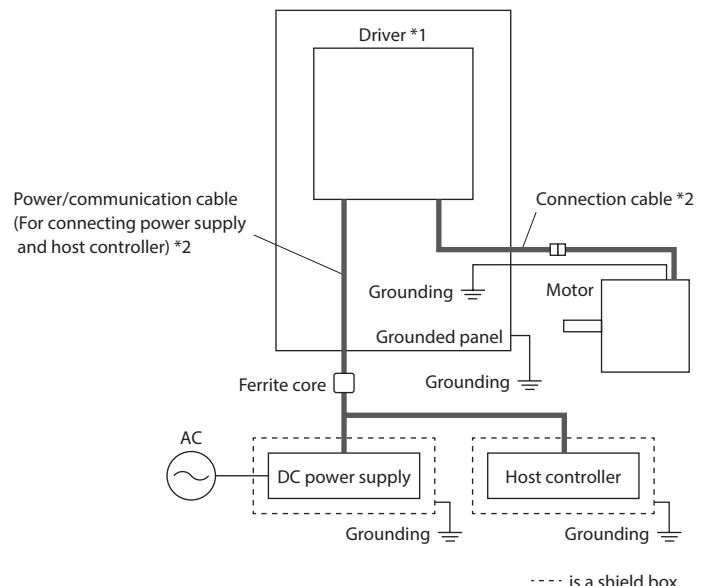 Driver *1
Power/communication cable
(For connecting power supply
and host controller) *2
Connection cable *2
Grounding
Motor
Grounded panel
Ferrite core
Grounding
AC
DC power supply
Host controller
Grounding
Grounding
---- is a shield box.